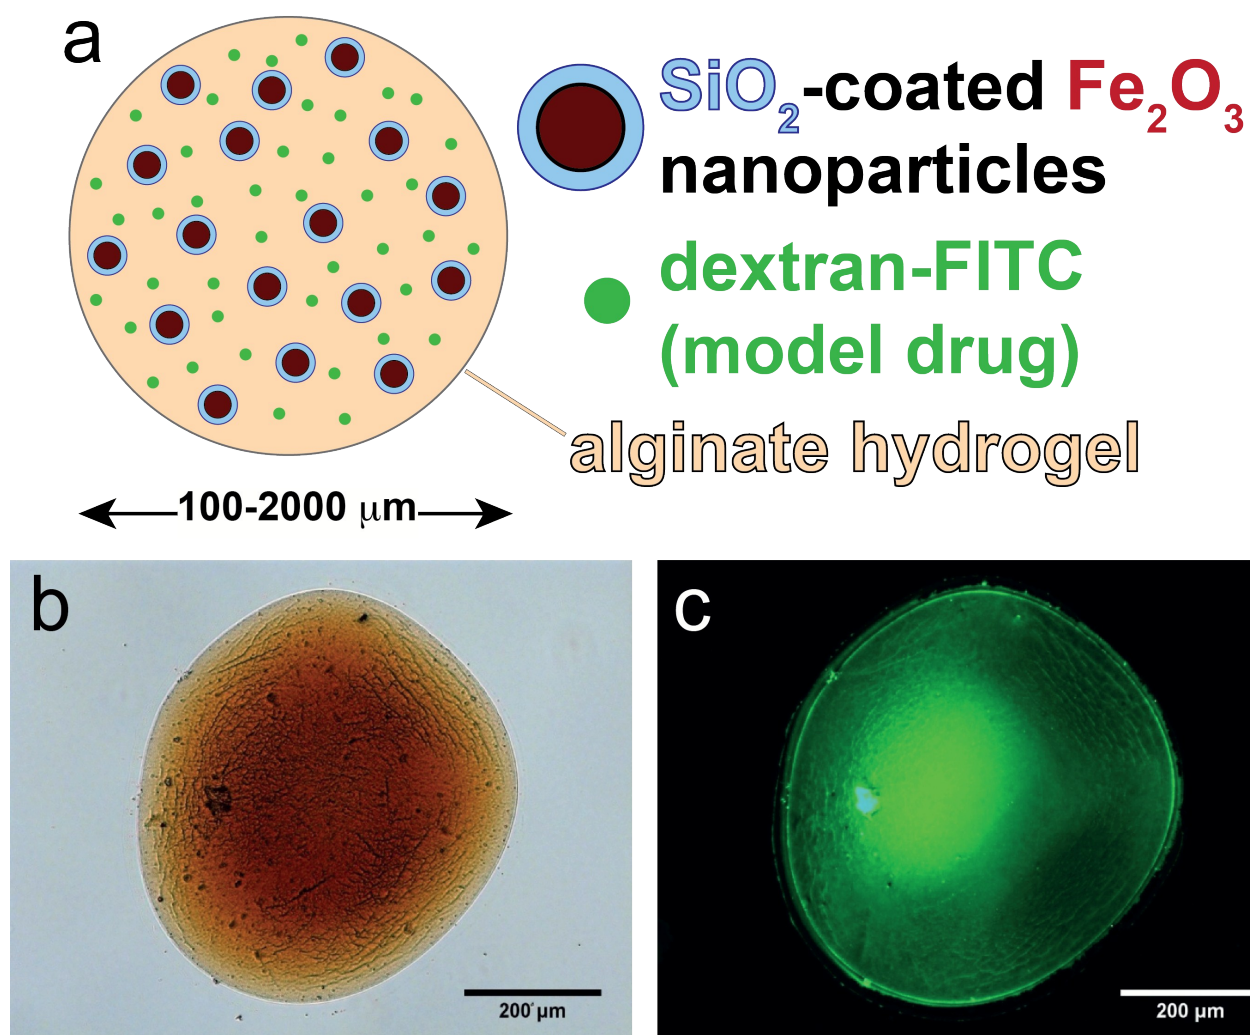 a
SiO2-coated Fe2O3
nanoparticles
dextran-FITC
(model drug)
alginate hydrogel
100-2000 μm
b
c
200 μm
200 μm